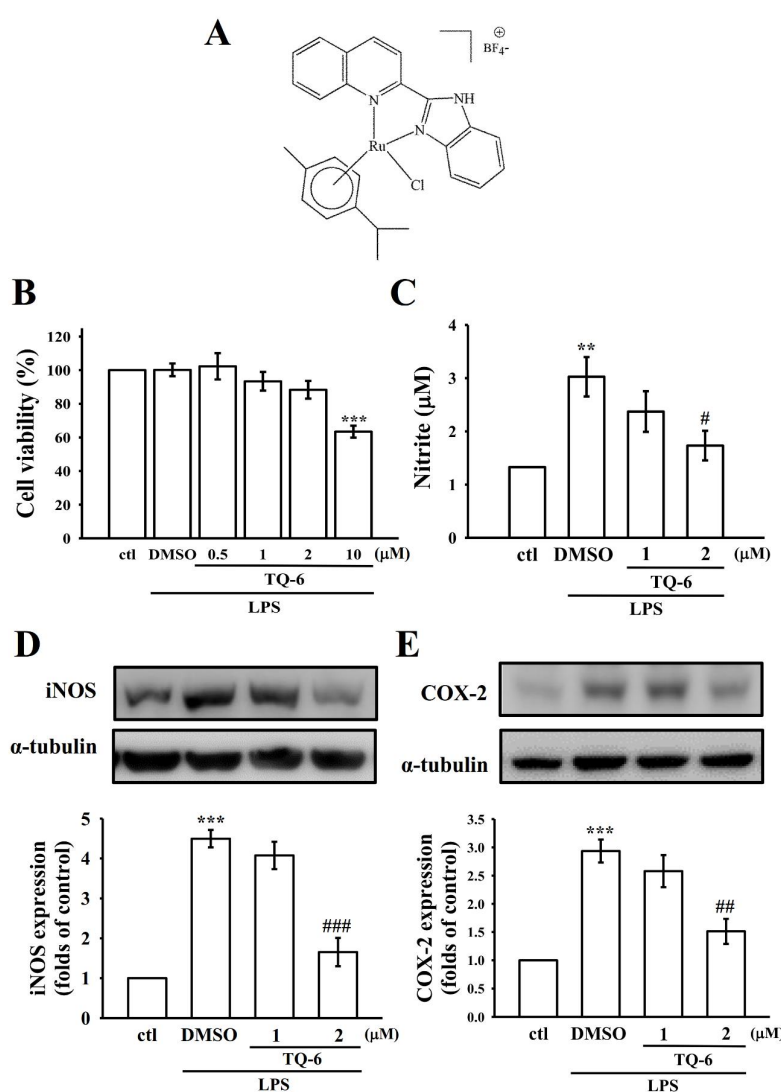 A
⊕
BF4-
NH
N
N
Ru
Cl
B
Cell viability (%)
120
100
80
60
40
20
0
***
ctl DMSO 0.5 1 2 10 (μM)
TQ-6
LPS
C
Nitrite (μM)
4
3
2
1
0
**
#
ctl DMSO 1 2 (μM)
TQ-6
LPS
D
iNOS
α-tubulin
iNOS expression
(folds of control)
5
4
3
2
1
0
***
###
ctl DMSO 1 2 (μM)
TQ-6
LPS
E
COX-2
α-tubulin
COX-2 expression
(folds of control)
3.5
3.0
2.5
2.0
1.5
1.0
0.5
0.0
***
##
ctl DMSO 1 2 (μM)
TQ-6
LPS